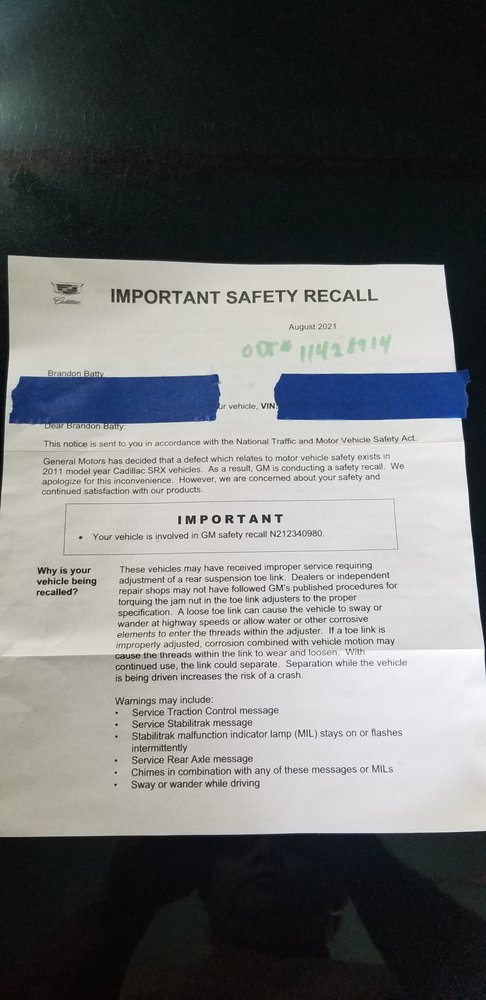 Cadillac
IMPORTANT SAFETY RECALL
August 2021
11428914
Brandon Batty
ur vehicle, VIN:
Dear Brandon Batty:
This notice is sent to you in accordance with the National Traffic and Motor Vehicle Safety Act.
General Motors has decided that a defect which relates to motor vehicle safety exists in
2011 model year Cadillac SRX vehicles. As a result, GM is conducting a safety recall. We
apologize for this inconvenience. However, we are concerned about your safety and
continued satisfaction with our products.
IMPORTANT
• Your vehicle is involved in GM safety recall N212340980.
Why is your
vehicle being
recalled?
These vehicles may have received improper service requiring
adjustment of a rear suspension toe link. Dealers or independent
repair shops may not have followed GM's published procedures for
torquing the jam nut in the toe link adjusters to the proper
specification. A loose toe link can cause the vehicle to sway or
wander at highway speeds or allow water or other corrosive
elements to enter the threads within the adjuster. If a toe link is
improperly adjusted, corrosion combined with vehicle motion may
cause the threads within the link to wear and loosen. With
continued use, the link could separate. Separation while the vehicle
is being driven increases the risk of a crash.
Warnings may include:
• Service Traction Control message
• Service Stabilitrak message
• Stabilitrak malfunction indicator lamp (MIL) stays on or flashes
intermittently
• Service Rear Axle message
• Chimes in combination with any of these messages or MILs
• Sway or wander while driving